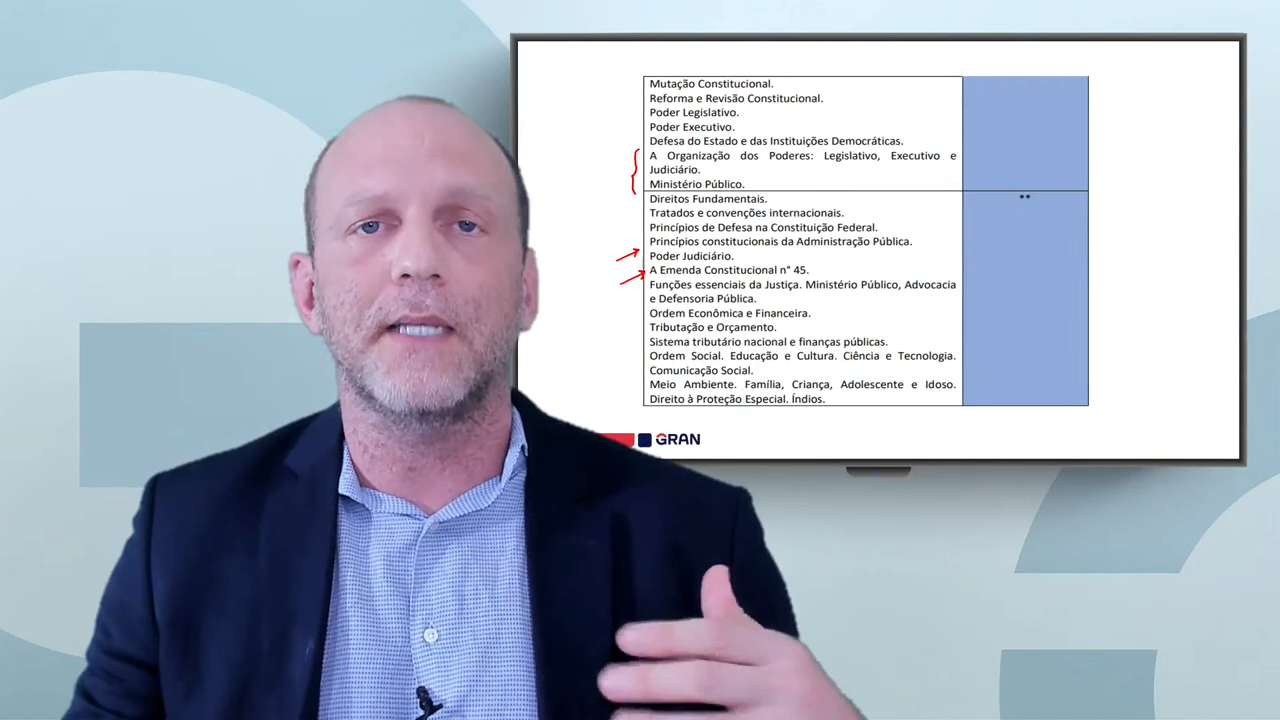 Mutação Constitucional.
Reforma e Revisão Constitucional.
Poder Legislativo.
Poder Executivo.
Defesa do Estado e das Instituições Democráticas.
A Organização dos Poderes: Legislativo, Executivo e
Judiciário.
Ministério Público.
Direitos Fundamentais.
**
Tratados e convenções internacionais.
Princípios de Defesa na Constituição Federal.
Princípios constitucionais da Administração Pública.
Poder Judiciário.
A Emenda Constitucional n° 45.
Funções essenciais da Justiça. Ministério Público, Advocacia
e Defensoria Pública.
Ordem Econômica e Financeira.
Tributação e Orçamento.
Sistema tributário nacional e finanças públicas.
Ordem Social. Educação e Cultura. Ciência e Tecnologia.
Comunicação Social.
Meio Ambiente. Família, Criança, Adolescente e Idoso.
Direito à Proteção Especial. Índios.
GRAN